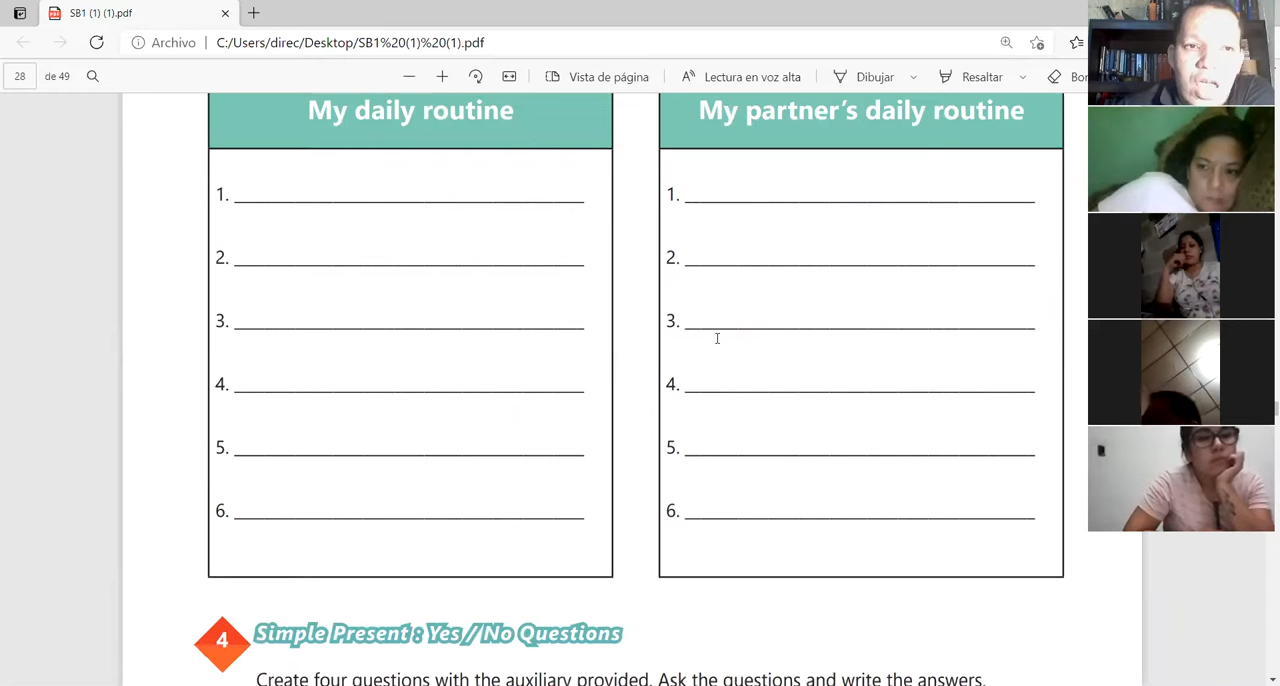 SB1 (1) (1).pdf
Archivo
C:/Users/direc/Desktop/SB1%20(1)%20(1).pdf
28 de 49
Vista de página
Lectura en voz alta
Dibujar
Resaltar
My daily routine
My partner's daily routine
1.
2.
3.
4.
5.
6.
1.
2.
3.
4.
5.
6.
4
Simple Present : Yes / No Questions
Create four questions with the auxiliary provided. Ask the questions and write the answers.